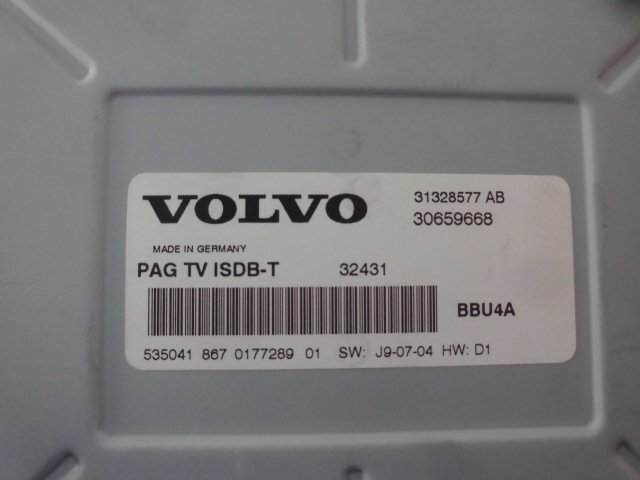 VOLVO
31328577 AB
30659668
MADE IN GERMANY
PAG TV ISDB-T 32431
BBU4A
535041 867 0177289 01 SW: J9-07-04 HW: D1